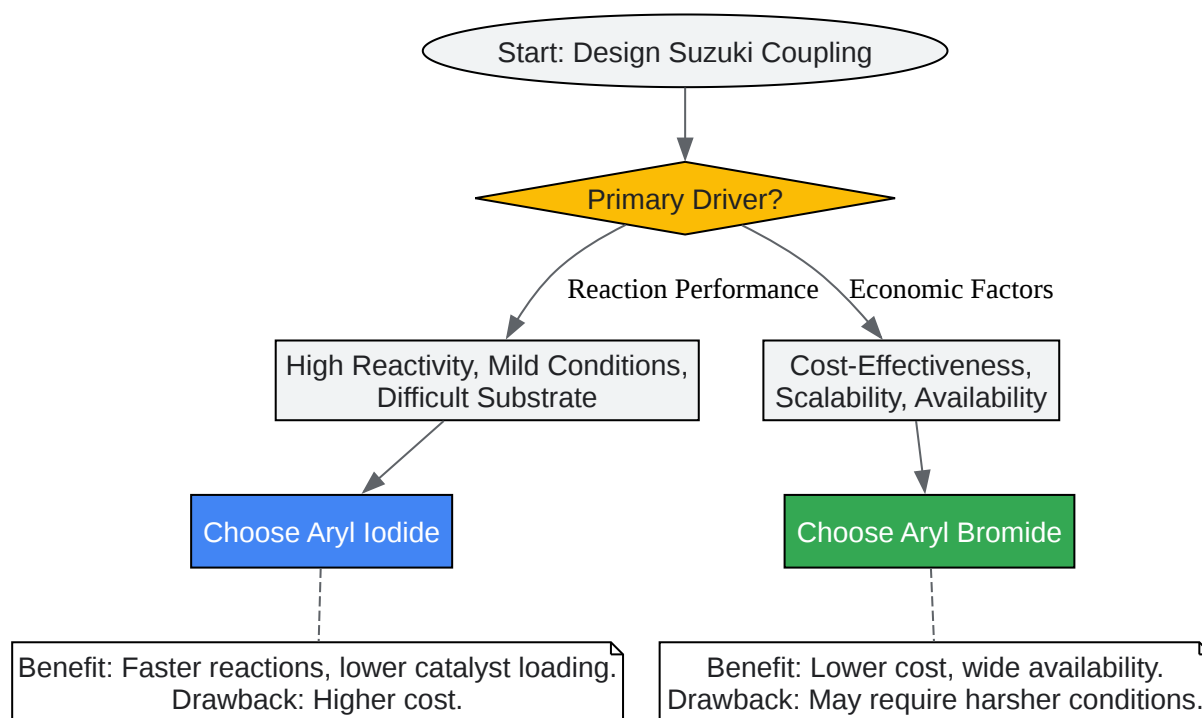 Start: Design Suzuki Coupling
Primary Driver?
Reaction Performance
Economic Factors
High Reactivity, Mild Conditions,
Difficult Substrate
Cost-Effectiveness,
Scalability, Availability
Choose Aryl Iodide
Choose Aryl Bromide
Benefit: Faster reactions, lower catalyst loading.
Drawback: Higher cost.
Benefit: Lower cost, wide availability.
Drawback: May require harsher conditions.